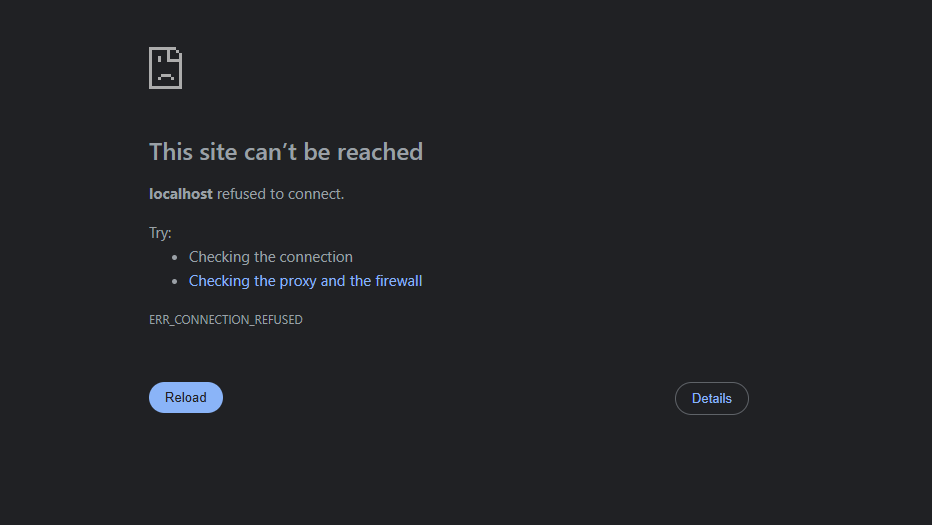 This site can’t be reached
localhost refused to connect.
Try:
Checking the connection
Checking the proxy and the firewall
ERR_CONNECTION_REFUSED
Reload
Details